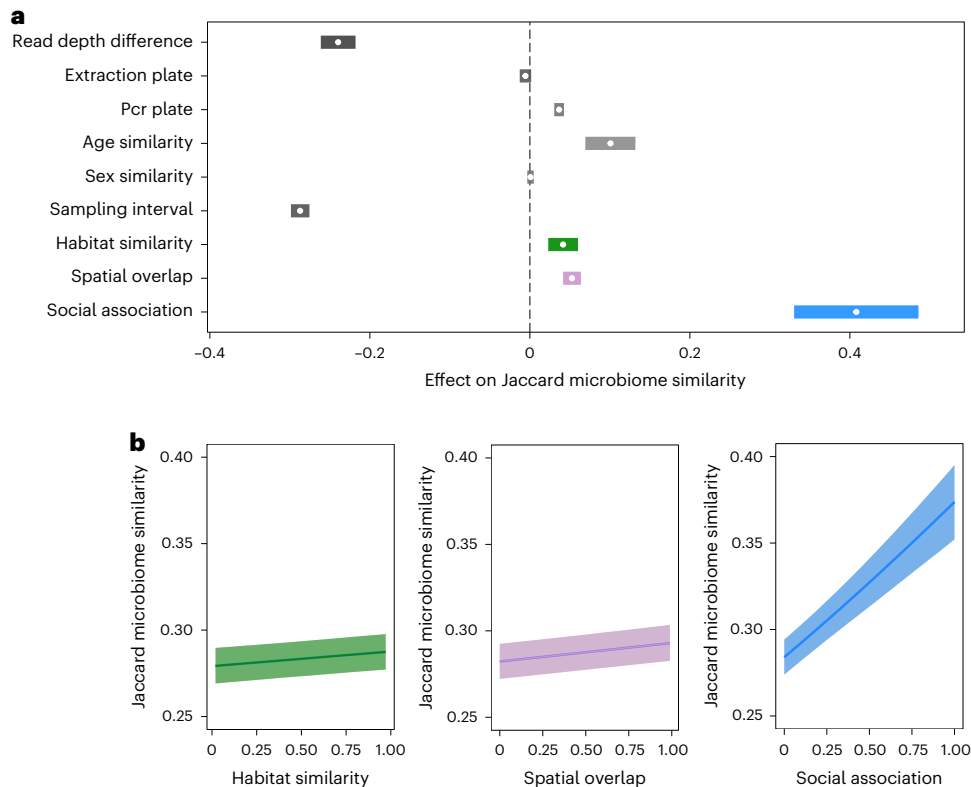 a
Read depth difference
Extraction plate
Pcr plate
Age similarity
Sex similarity
Sampling interval
Habitat similarity
Spatial overlap
Social association
−0.4
−0.2
0
0.2
0.4
Effect on Jaccard microbiome similarity
b
Jaccard microbiome similarity
0.40
0.35
0.30
0.25
0
0.25
0.50
0.75
1.00
Habitat similarity
Jaccard microbiome similarity
0.40
0.35
0.30
0.25
0
0.25
0.50
0.75
1.00
Spatial overlap
Jaccard microbiome similarity
0.40
0.35
0.30
0.25
0
0.25
0.50
0.75
1.00
Social association